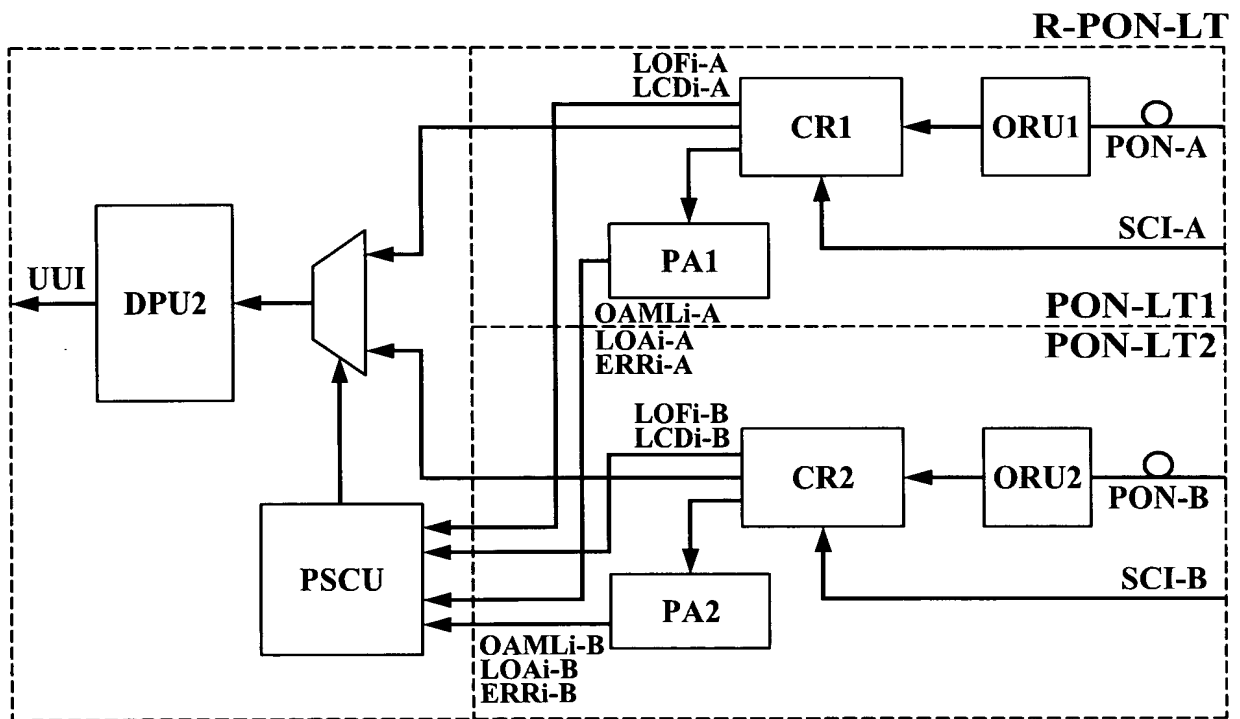 R-PON-LT
LOFi-A
LCDi-A
CR1
ORU1
PON-A
SCI-A
PA1
UUI
DPU2
OAMLi-A
LOAi-A
ERRi-A
PON-LT1
PON-LT2
LOFi-B
LCDi-B
CR2
ORU2
PON-B
PSCU
SCI-B
PA2
OAMLi-B
LOAi-B
ERRi-B